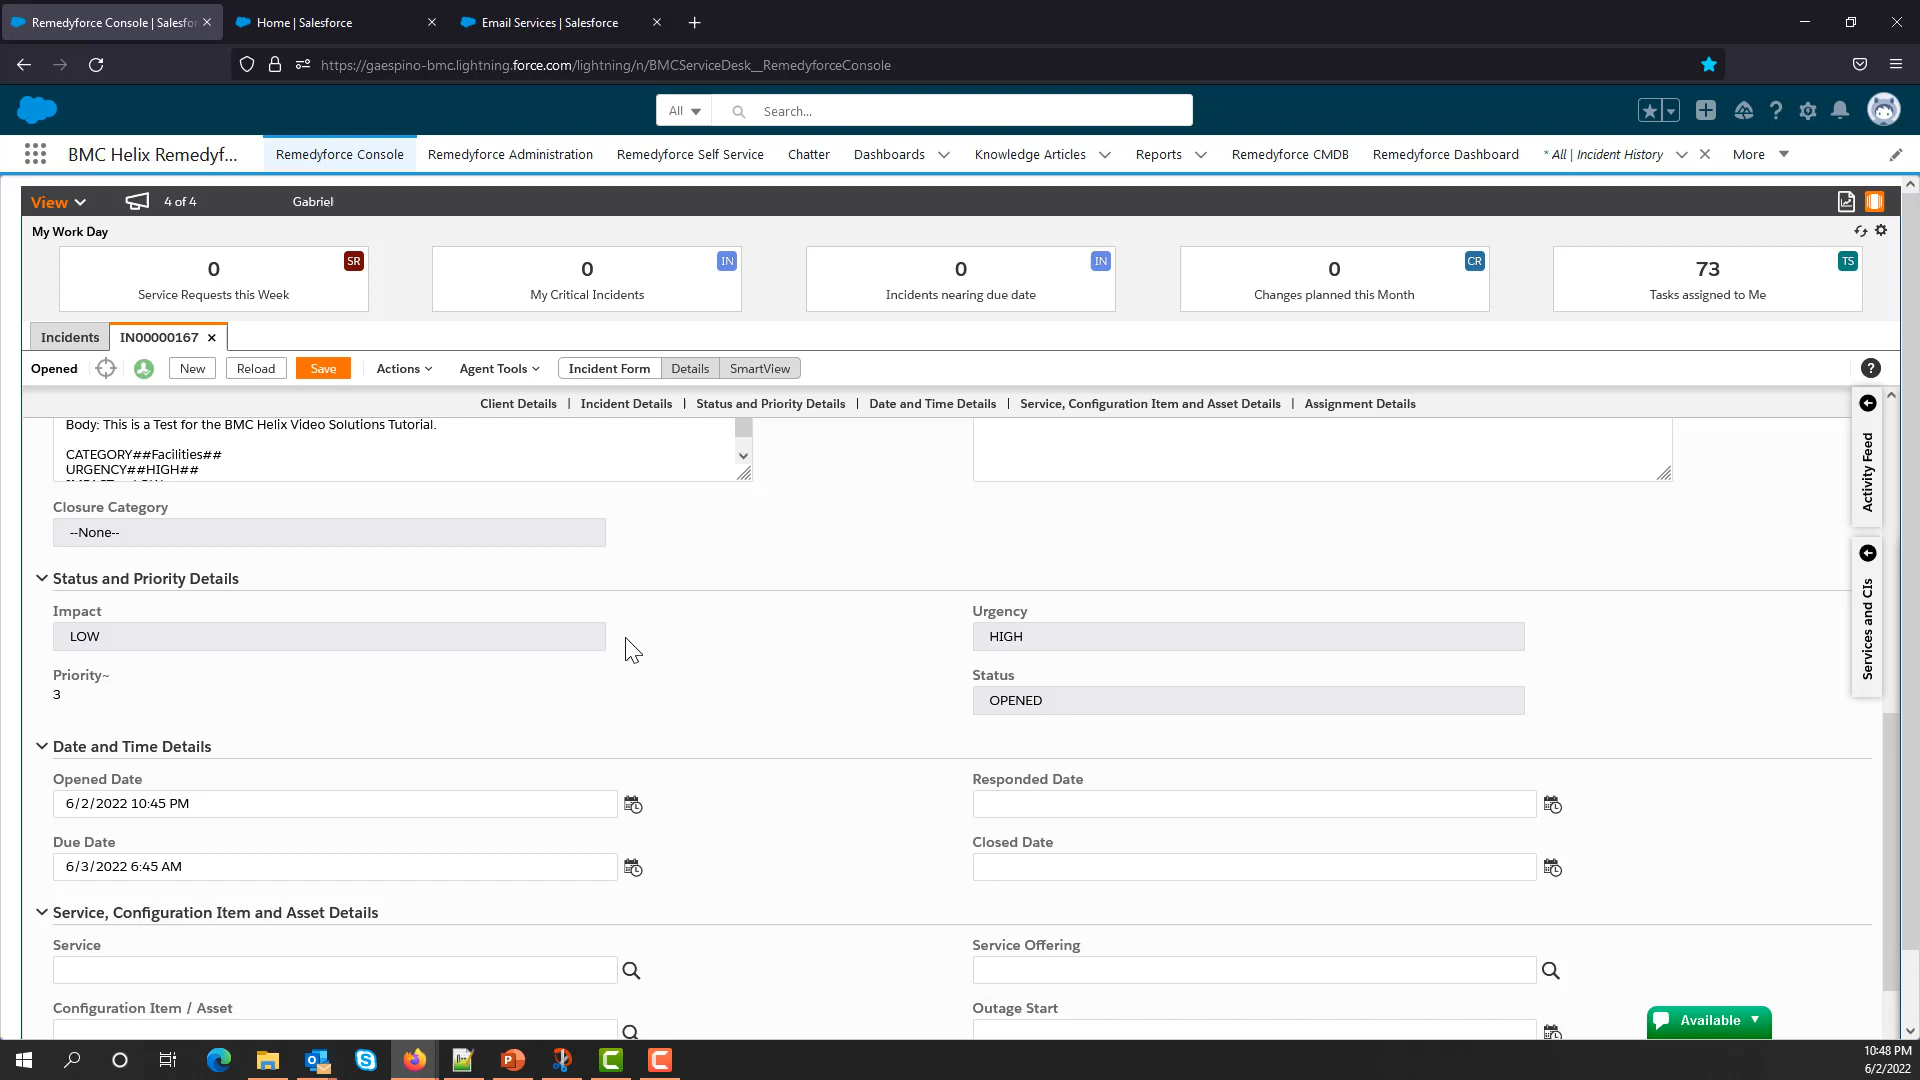 Remedyforce Console | Salesfo
Home | Salesforce
Email Services | Salesforce
https://gaespino-bmc.lightning.force.com/lightning/n/BMCServiceDesk__RemedyforceConsole
All
Search...
BMC Helix Remedyf...
Remedyforce Console
Remedyforce Administration
Remedyforce Self Service
Chatter
Dashboards
Knowledge Articles
Reports
Remedyforce CMDB
Remedyforce Dashboard
* All | Incident History
More
View
4 of 4
Gabriel
My Work Day
0
SR
Service Requests this Week
0
IN
My Critical Incidents
0
IN
Incidents nearing due date
0
CR
Changes planned this Month
73
TS
Tasks assigned to Me
Incidents
IN00000167
Opened
New
Reload
Save
Actions
Agent Tools
Incident Form
Details
SmartView
Client Details | Incident Details | Status and Priority Details | Date and Time Details | Service, Configuration Item and Asset Details | Assignment Details
Body: This is a Test for the BMC Helix Video Solutions Tutorial.
CATEGORY##Facilities##
URGENCY##HIGH##
Closure Category
--None--
Status and Priority Details
Impact
LOW
Urgency
HIGH
Priority~
3
Status
OPENED
Date and Time Details
Opened Date
6/2/2022 10:45 PM
Responded Date
Due Date
6/3/2022 6:45 AM
Closed Date
Service, Configuration Item and Asset Details
Service
Service Offering
Configuration Item / Asset
Outage Start
Activity Feed
Services and CIs
Available
10:48 PM
6/2/2022